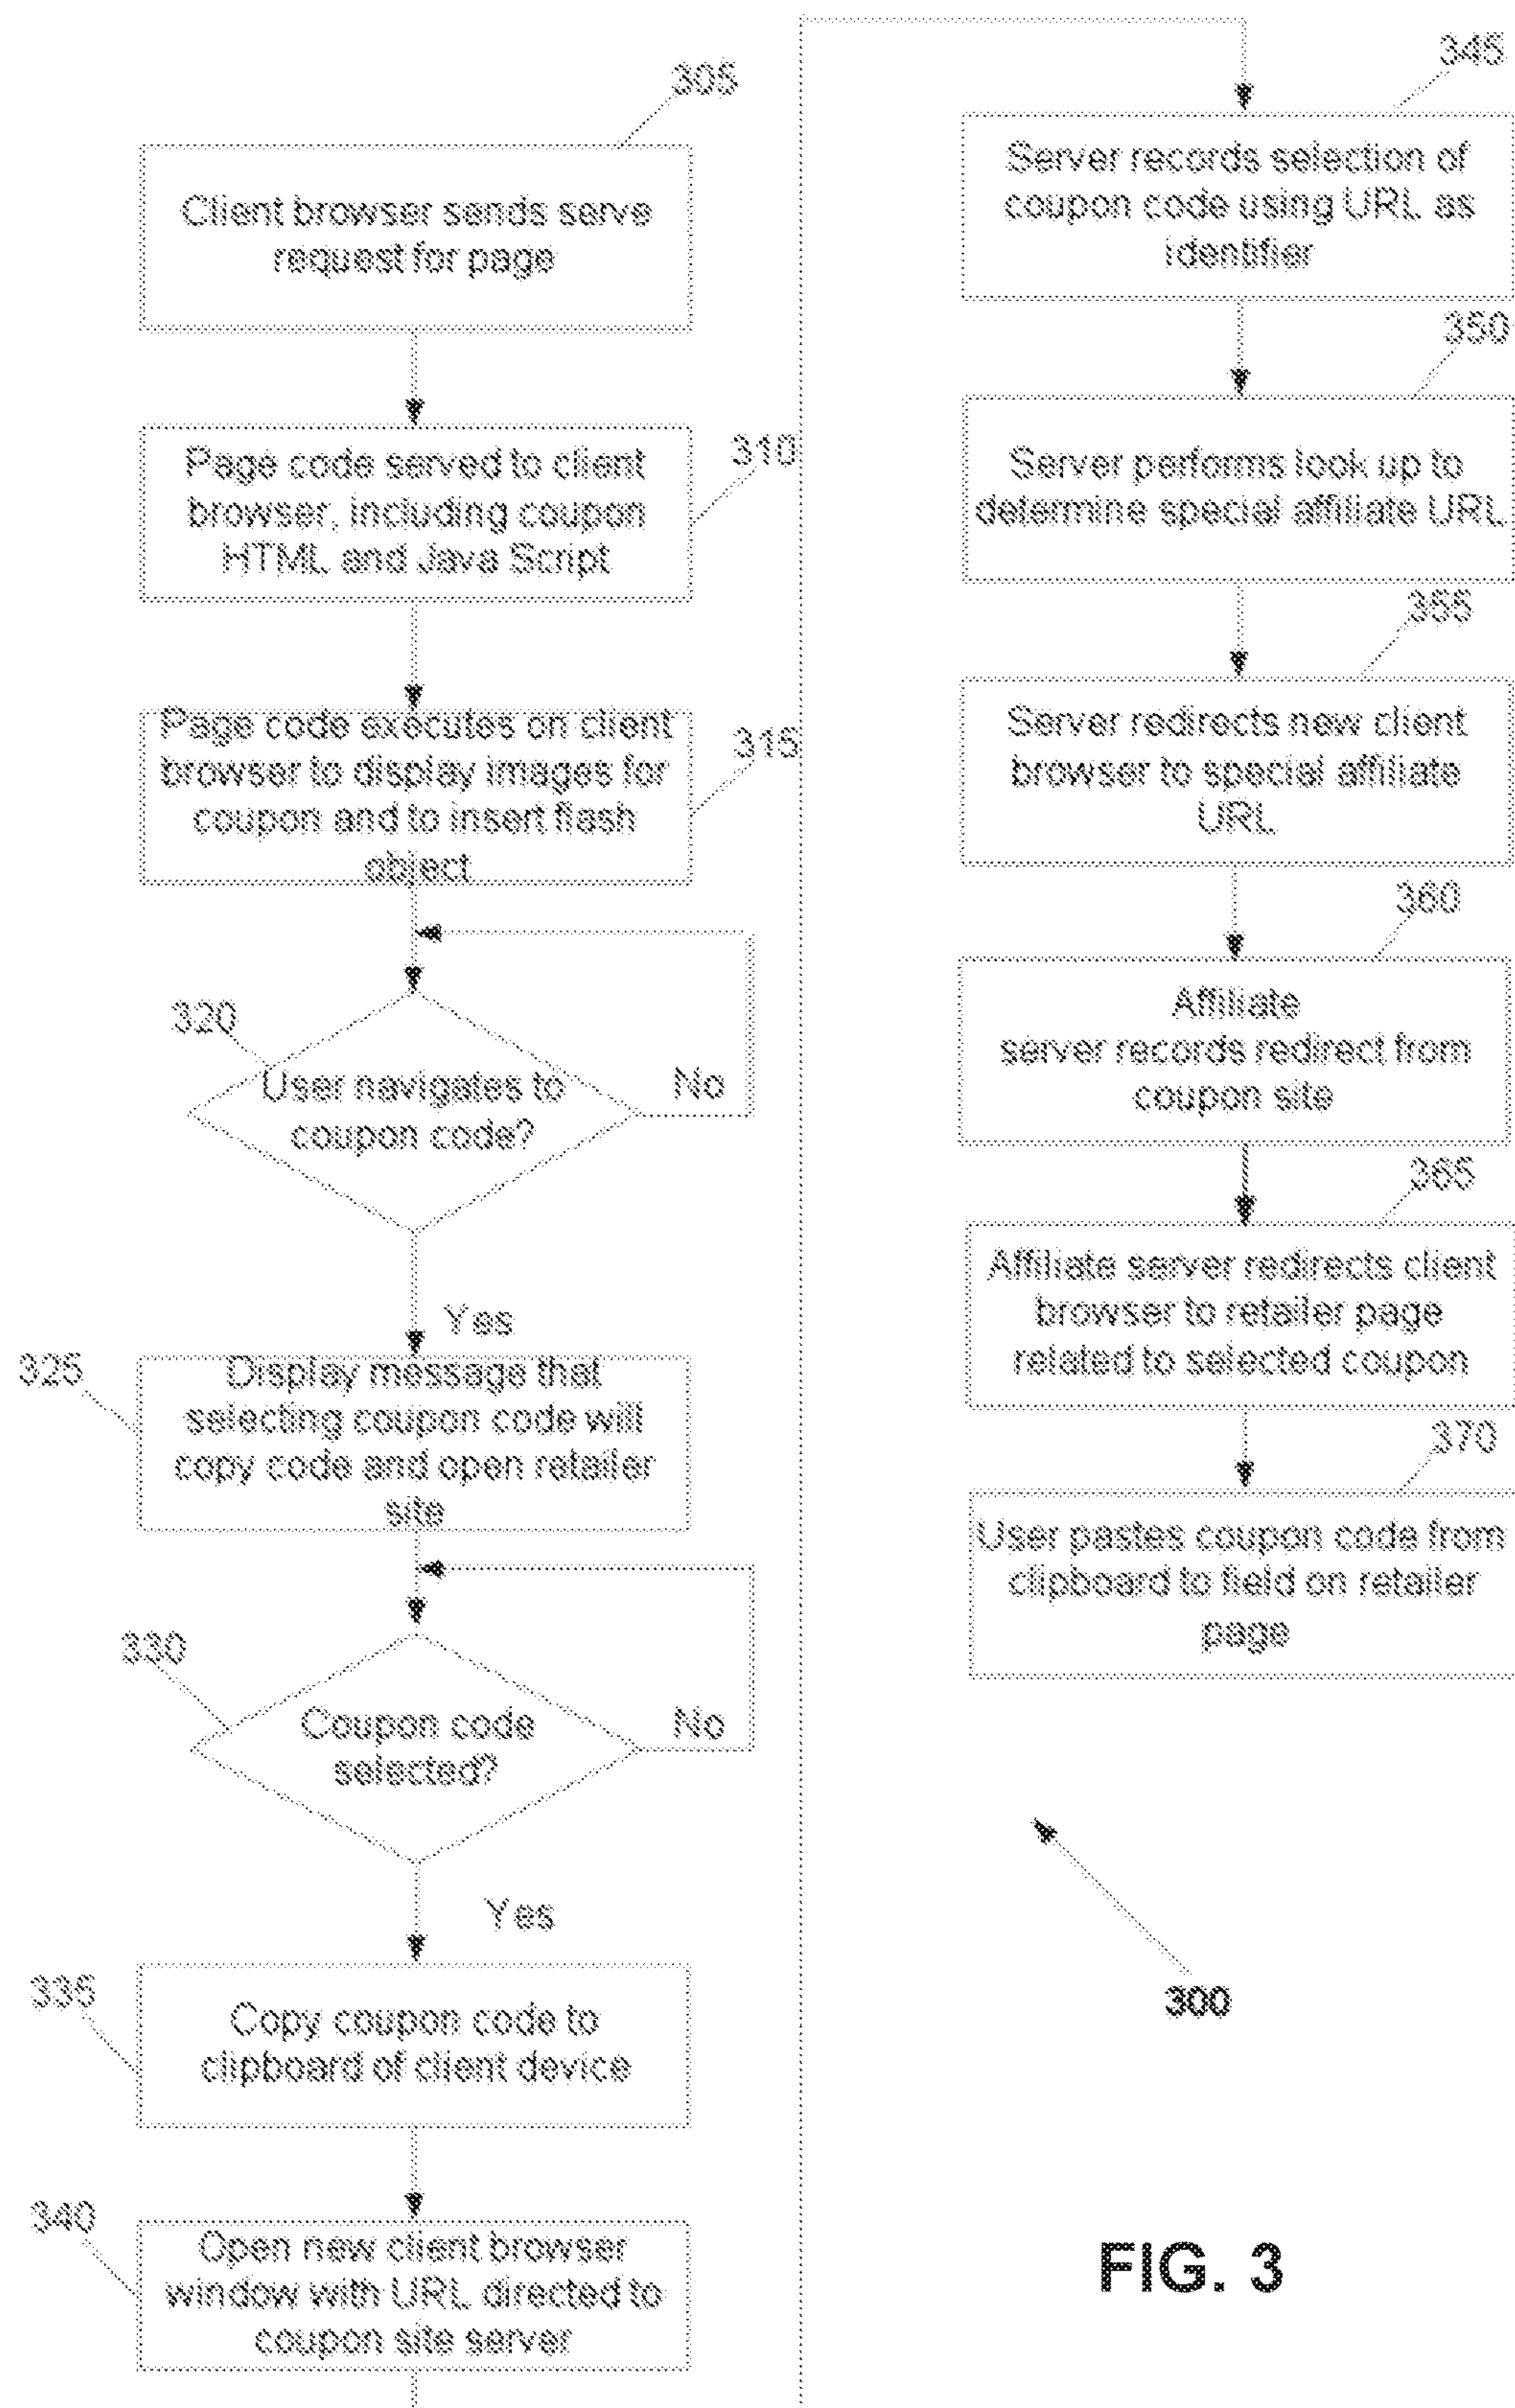 305
Client browser sends serve
request for page
310
Page code served to client
browser, including coupon
HTML and Java Script
315
Page code executes on client
browser to display images for
coupon and to insert flash
object
320
User navigates to
coupon code?
No
Yes
325
Display message that
selecting coupon code will
copy code and open retailer
site
330
Coupon code
selected?
No
Yes
335
Copy coupon code to
clipboard of client device
340
Open new client browser
window with URL directed to
coupon site server
345
Server records selection of
coupon code using URL as
identifier
350
Server performs look up to
determine special affiliate URL
355
Server redirects new client
browser to special affiliate
URL
360
Affiliate
server records redirect from
coupon site
365
Affiliate server redirects client
browser to retailer page
related to selected coupon
370
User pastes coupon code from
clipboard to field on retailer
page
300
FIG. 3